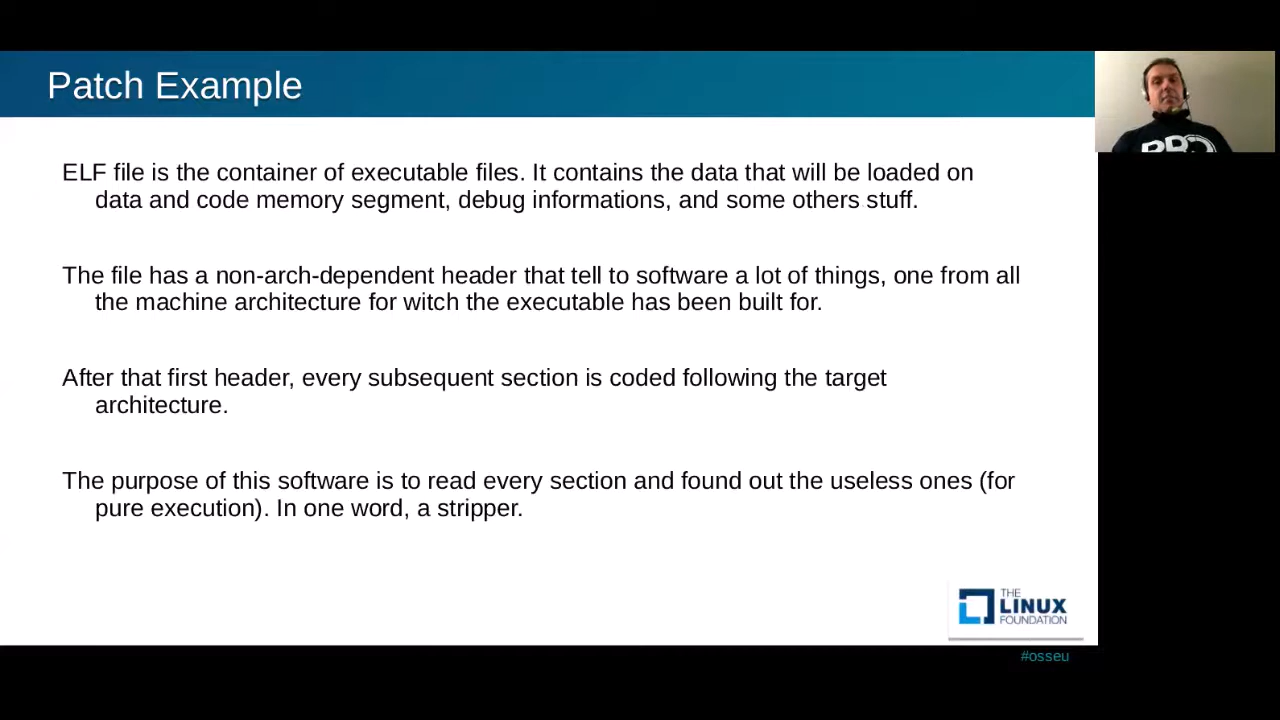 Patch Example
ELF file is the container of executable files. It contains the data that will be loaded on
data and code memory segment, debug informations, and some others stuff.
The file has a non-arch-dependent header that tell to software a lot of things, one from all
the machine architecture for witch the executable has been built for.
After that first header, every subsequent section is coded following the target
architecture.
The purpose of this software is to read every section and found out the useless ones (for
pure execution). In one word, a stripper.
THE
LINUX
FOUNDATION
#osseu